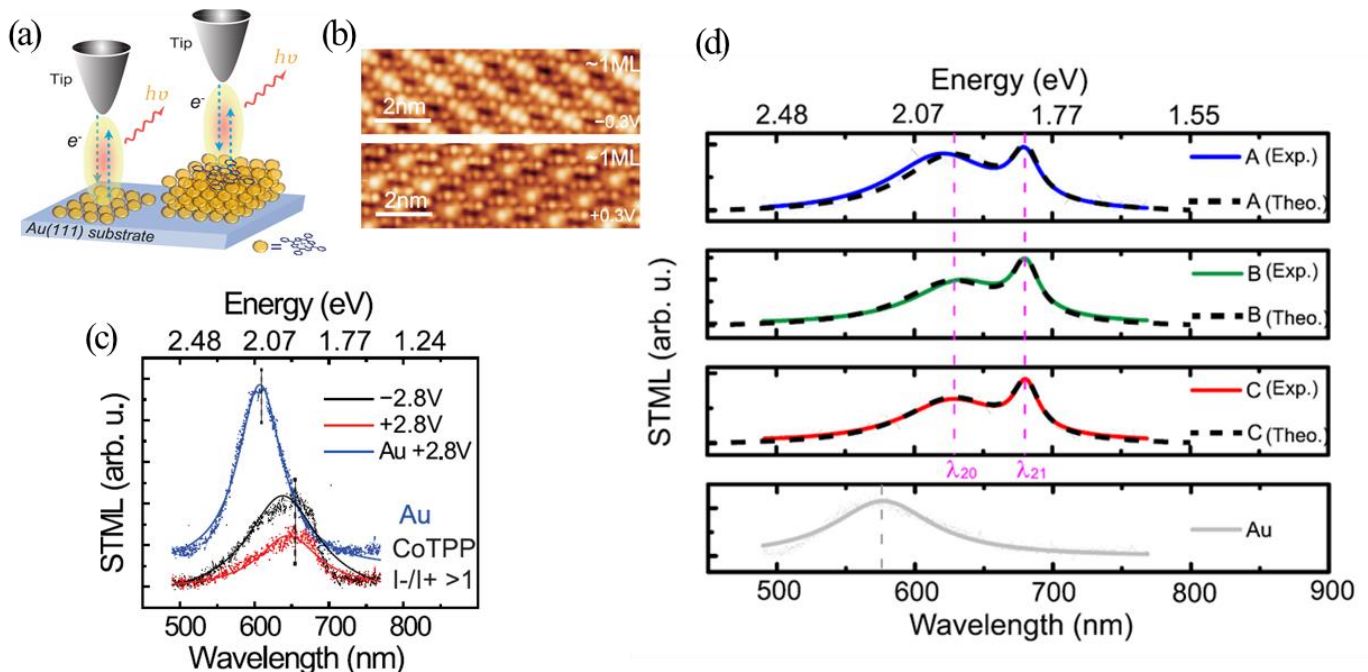 (a)
Tip
Tip
hυ
hυ
e-
e-
Au(111) substrate
=
(b)
~1ML
2nm
−0.3V
~1ML
2nm
+0.3V
(c)
Energy (eV)
2.48 2.07 1.77 1.24
STML (arb. u.)
−2.8V
+2.8V
Au +2.8V
Au
CoTPP
I-/I+ >1
500 600 700 800
Wavelength (nm)
(d)
Energy (eV)
2.48 2.07 1.77 1.55
STML (arb. u.)
A (Exp.)
A (Theo.)
B (Exp.)
B (Theo.)
C (Exp.)
C (Theo.)
λ20 λ21
Au
500 600 700 800 900
Wavelength (nm)